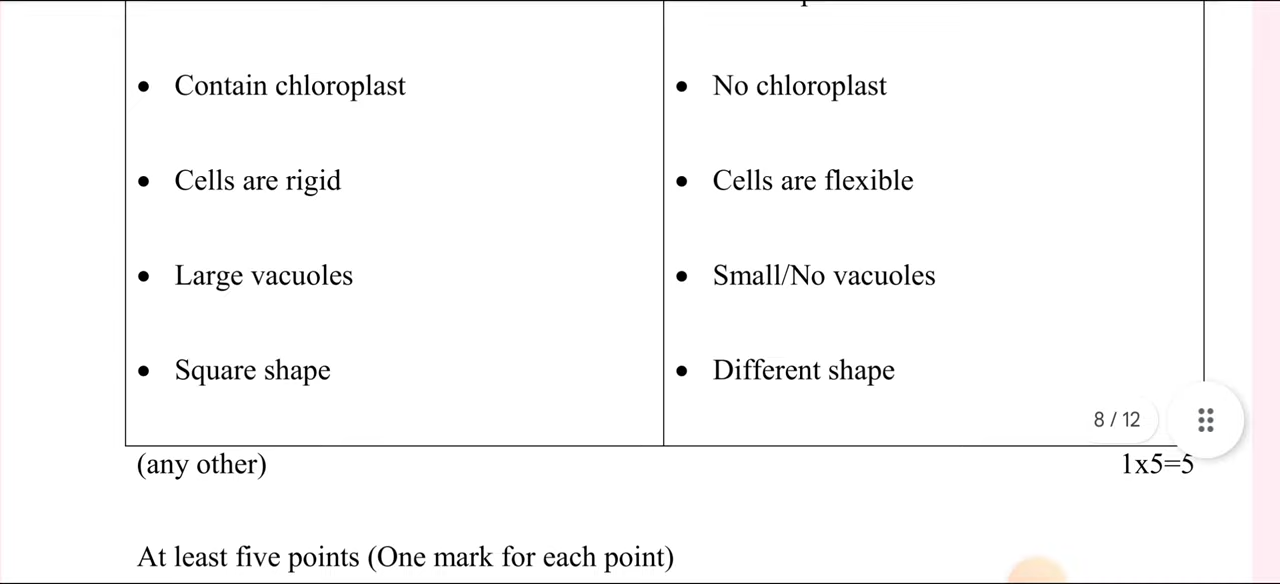 • Contain chloroplast • No chloroplast
• Cells are rigid • Cells are flexible
• Large vacuoles • Small/No vacuoles
• Square shape • Different shape
8 / 12
(any other) 1x5=5
At least five points (One mark for each point)